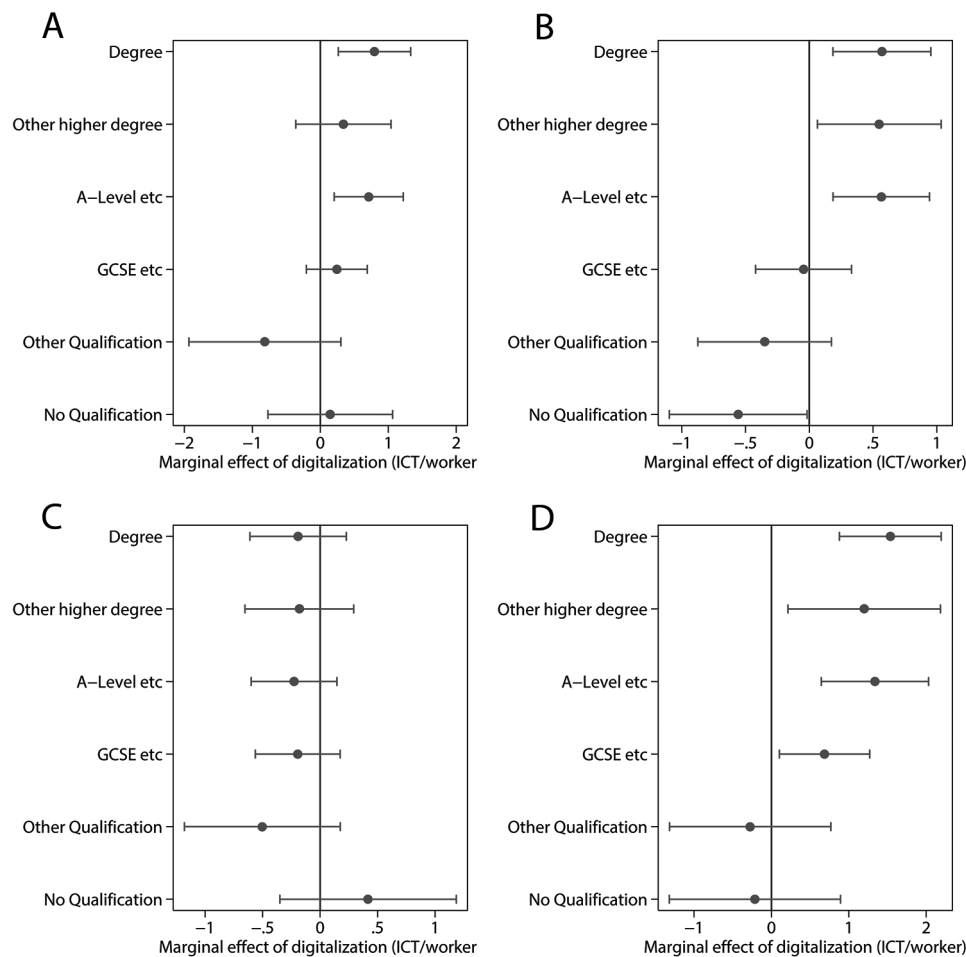 A
Degree
Other higher degree
A−Level etc
GCSE etc
Other Qualification
No Qualification
−2 −1 0 1 2
Marginal effect of digitalization (ICT/worker
B
Degree
Other higher degree
A−Level etc
GCSE etc
Other Qualification
No Qualification
−1 −.5 0 .5 1
Marginal effect of digitalization (ICT/worker)
C
Degree
Other higher degree
A−Level etc
GCSE etc
Other Qualification
No Qualification
−1 −.5 0 .5 1
Marginal effect of digitalization (ICT/worker
D
Degree
Other higher degree
A−Level etc
GCSE etc
Other Qualification
No Qualification
−1 0 1 2
Marginal effect of digitalization (ICT/worker)